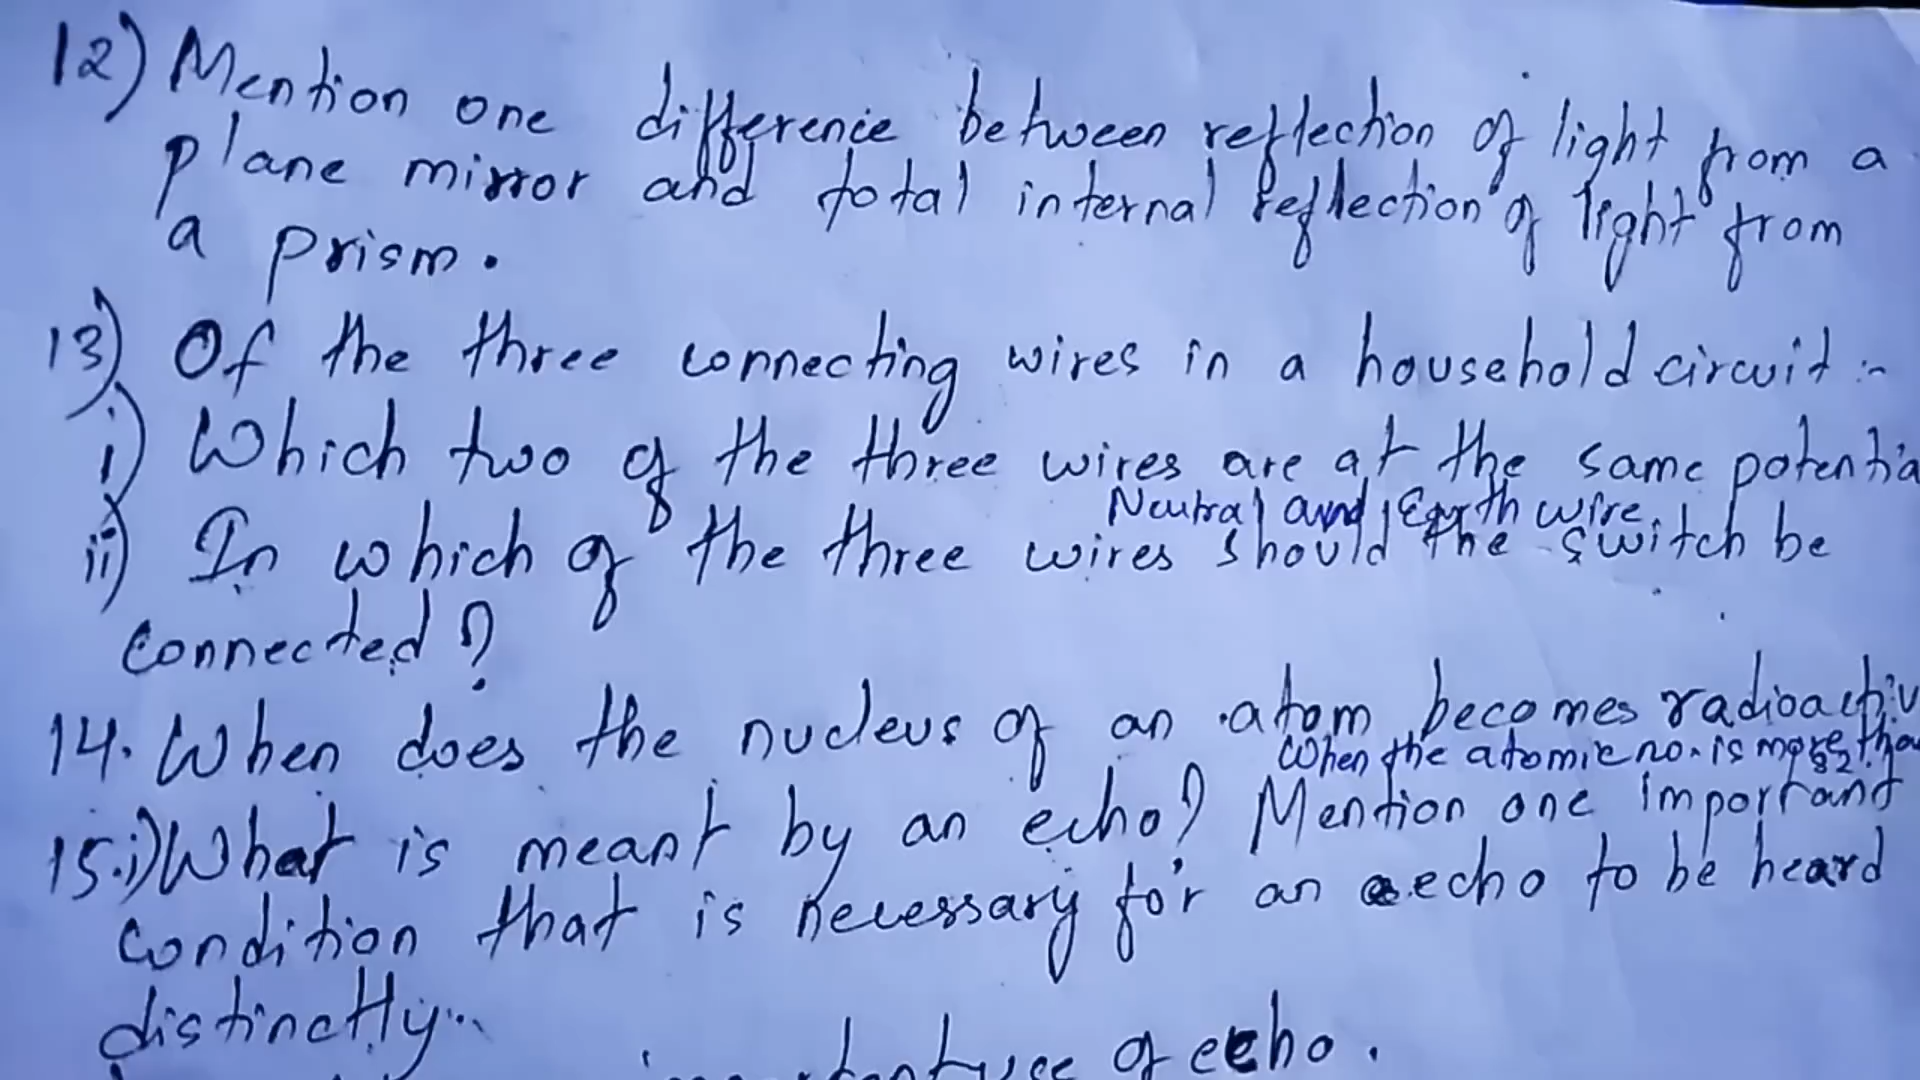 12) Mention one difference between reflection of light from a
plane mirror and total internal reflection of light from
a prism.
13) Of the three connecting wires in a household circuit :-
i) Which two of the three wires are at the same potentia
Neutral and Earth wire.
ii) In which of the three wires should the switch be
connected?
14. When does the nucleus of an atom becomes radioactiv
When the atomic no. is more tha
82.
15.i) What is meant by an echo? Mention one important
condition that is necessary for an echo to be heard
distinctly..
use of echo.